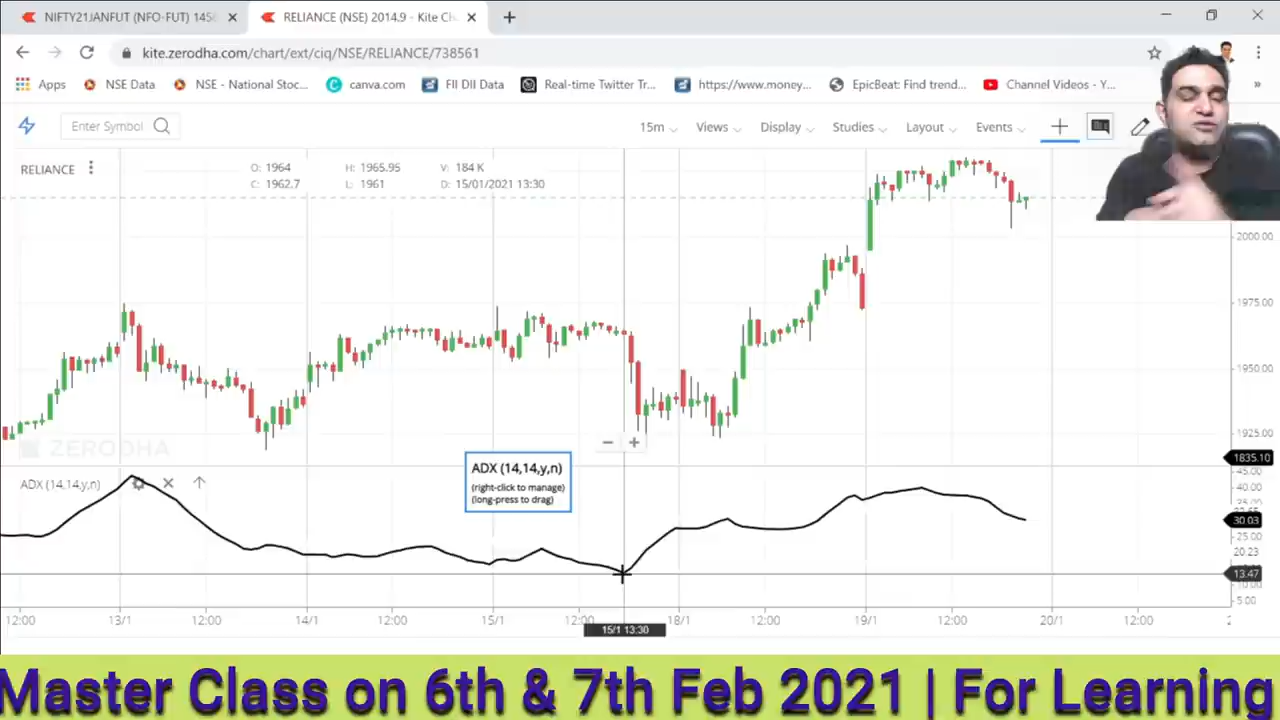 NIFTY21JANFUT (NFO-FUT) 145
RELIANCE (NSE) 2014.9 - Kite Ch
kite.zerodha.com/chart/ext/ciq/NSE/RELIANCE/738561
Apps NSE Data NSE - National Stoc... canva.com FII DII Data Real-time Twitter Tr... https://www.money... EpicBeat: Find trend... Channel Videos - Y... »
Enter Symbol 15m Views Display Studies Layout Events
RELIANCE O: 1964 H: 1965.95 V: 184 K
C: 1962.7 L: 1961 D: 15/01/2021 13:30
2000.00
1975.00
1950.00
1925.00
ZERODHA
1835.10
ADX (14,14,y,n)
ADX (14,14,y,n)
(right-click to manage)
(long-press to drag)
45.00
40.00
35.00
30.03
25.00
20.23
13.47
10.00
5.00
12:00 13/1 12:00 14/1 12:00 15/1 12:00 18/1 12:00 19/1 12:00 20/1 12:00
15/1 13:30
Master Class on 6th & 7th Feb 2021 | For Learning